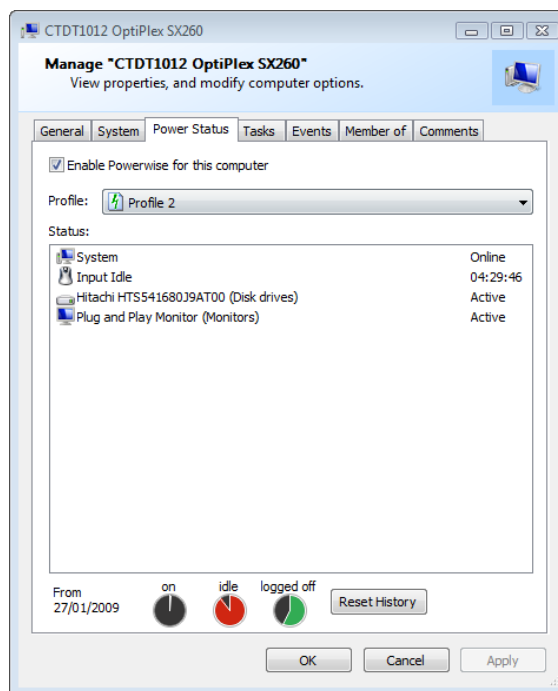 CTDT1012 OptiPlex SX260
Manage "CTDT1012 OptiPlex SX260"
View properties, and modify computer options.
General System Power Status Tasks Events Member of Comments
Enable Powerwise for this computer
Profile: Profile 2
Status:
System Online
Input Idle 04:29:46
Hitachi HTS541680J9AT00 (Disk drives) Active
Plug and Play Monitor (Monitors) Active
From
27/01/2009
on idle logged off
Reset History
OK Cancel Apply